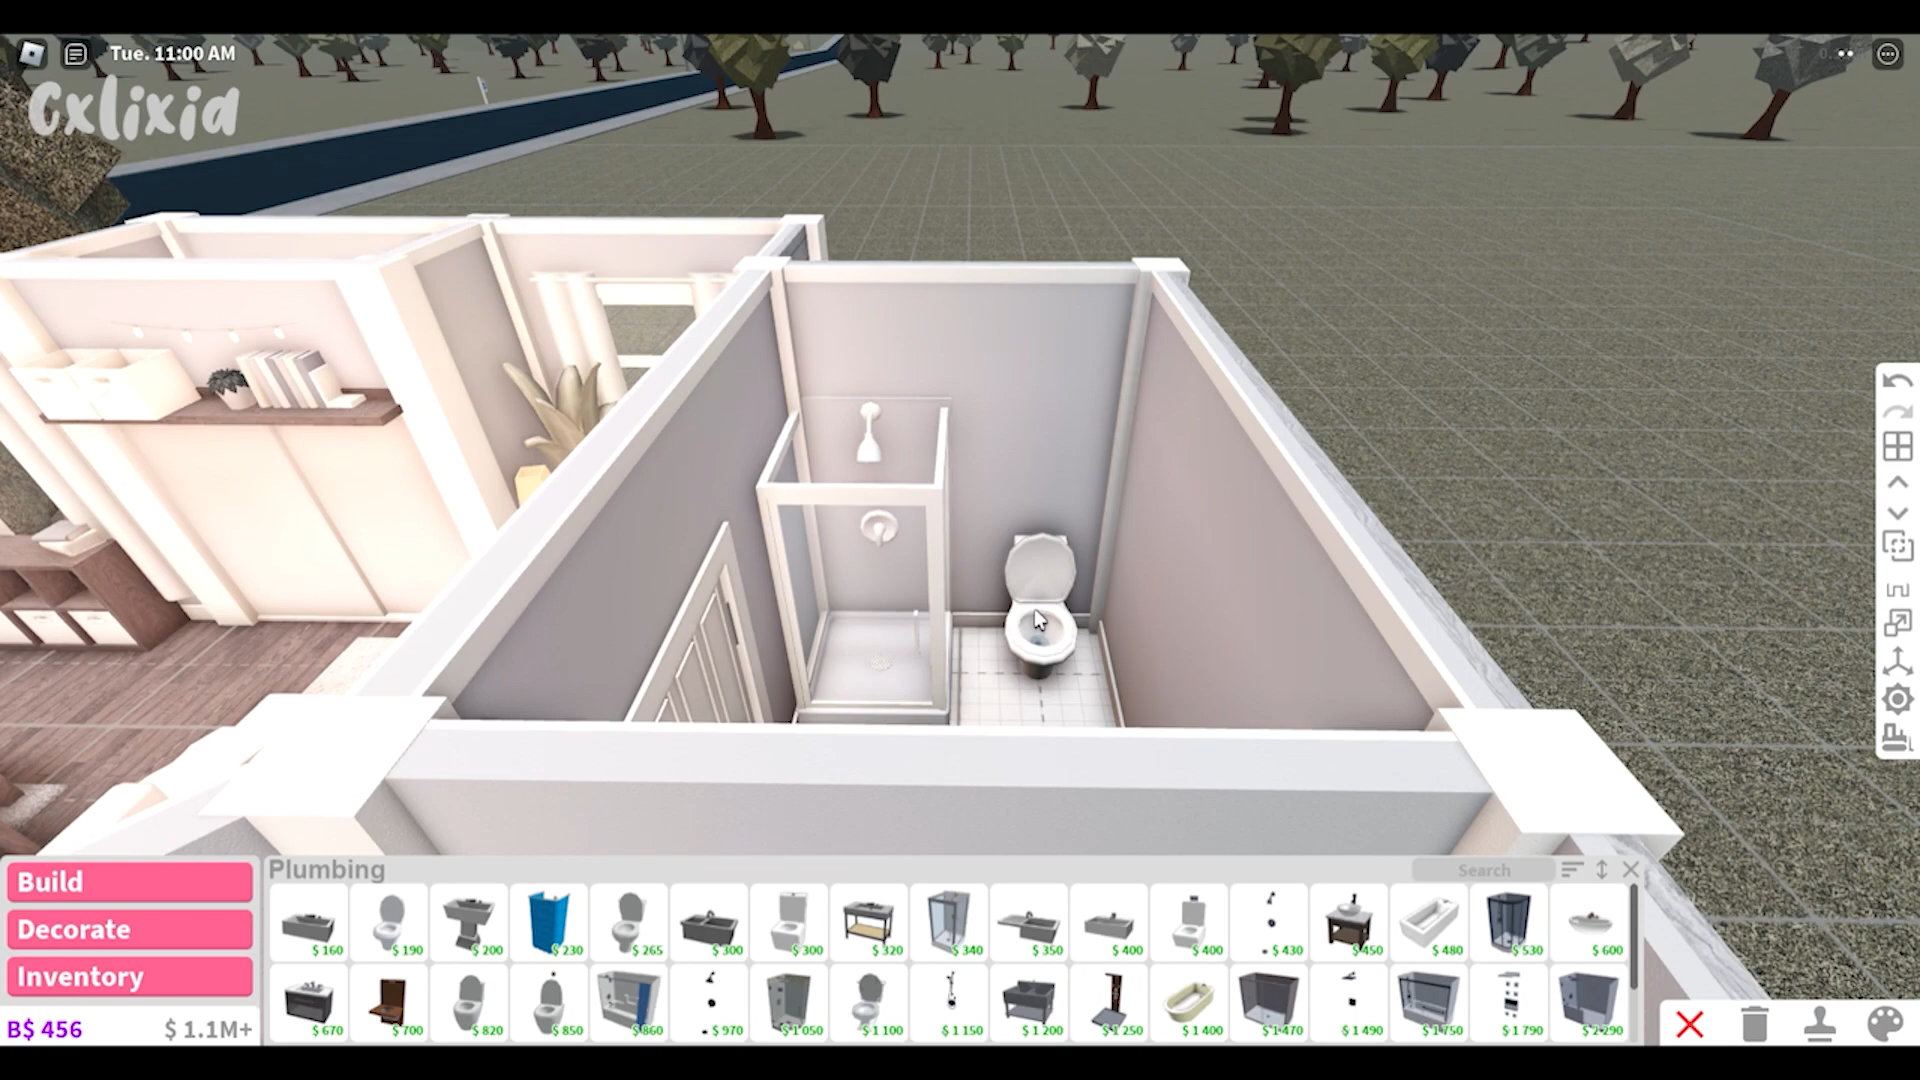 Tue. 11:00 AM
Cxlixia
Plumbing
Search
Build
Decorate
Inventory
B$ 456
$ 1.1M+
$ 160
$ 190
$ 200
$ 230
$ 265
$ 300
$ 300
$ 320
$ 340
$ 350
$ 400
$ 400
$ 430
$ 450
$ 480
$ 530
$ 600
$ 670
$ 700
$ 820
$ 850
$ 860
$ 970
$ 1 050
$ 1 100
$ 1 150
$ 1 200
$ 1 250
$ 1 400
$ 1 470
$ 1 490
$ 1 750
$ 1 790
$ 2 290